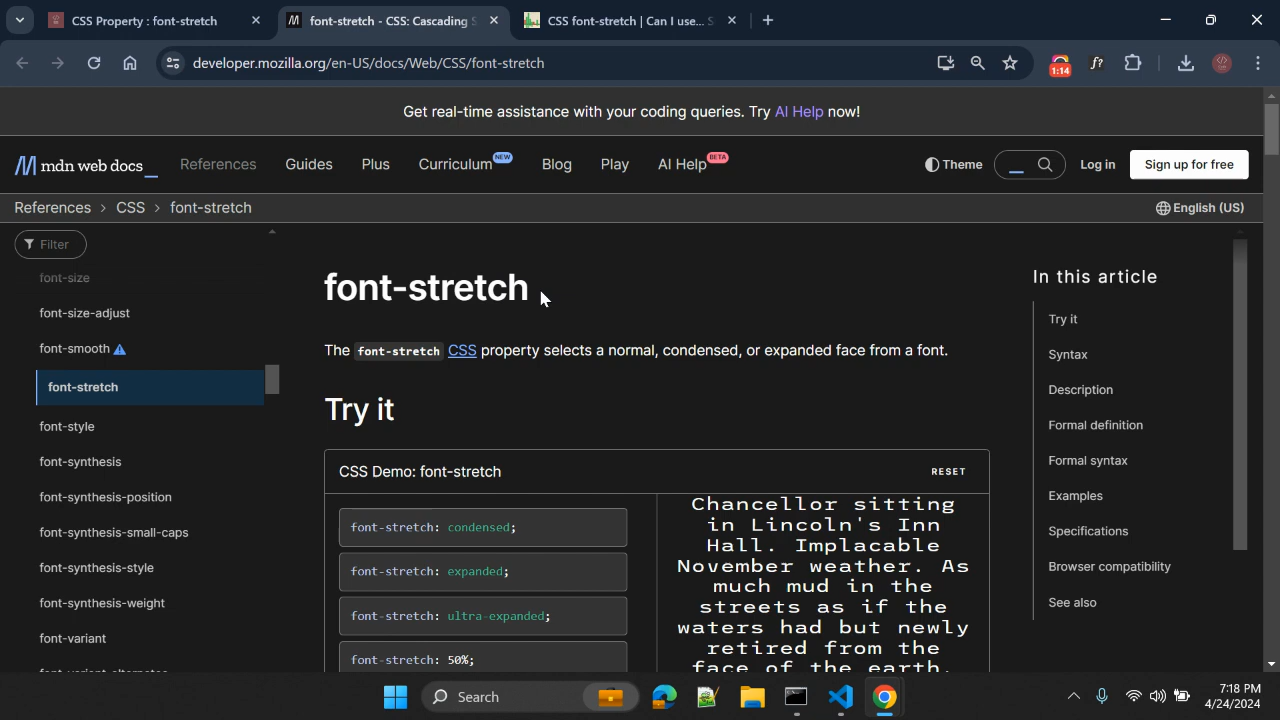 CSS Property : font-stretch
font-stretch - CSS: Cascading S
CSS font-stretch | Can I use... S
developer.mozilla.org/en-US/docs/Web/CSS/font-stretch
1:14
f?
Get real-time assistance with your coding queries. Try AI Help now!
mdn web docs_
References
Guides
Plus
Curriculum NEW
Blog
Play
AI Help BETA
Theme
Log in
Sign up for free
References > CSS > font-stretch
English (US)
Filter
font-size
font-size-adjust
font-smooth
font-stretch
font-style
font-synthesis
font-synthesis-position
font-synthesis-small-caps
font-synthesis-style
font-synthesis-weight
font-variant
font-variant-alternates
font-stretch
The font-stretch CSS property selects a normal, condensed, or expanded face from a font.
Try it
CSS Demo: font-stretch
RESET
font-stretch: condensed;
font-stretch: expanded;
font-stretch: ultra-expanded;
font-stretch: 50%;
Chancellor sitting
in Lincoln's Inn
Hall. Implacable
November weather. As
much mud in the
streets as if the
waters had but newly
retired from the
face of the earth,
In this article
Try it
Syntax
Description
Formal definition
Formal syntax
Examples
Specifications
Browser compatibility
See also
Search
7:18 PM
4/24/2024